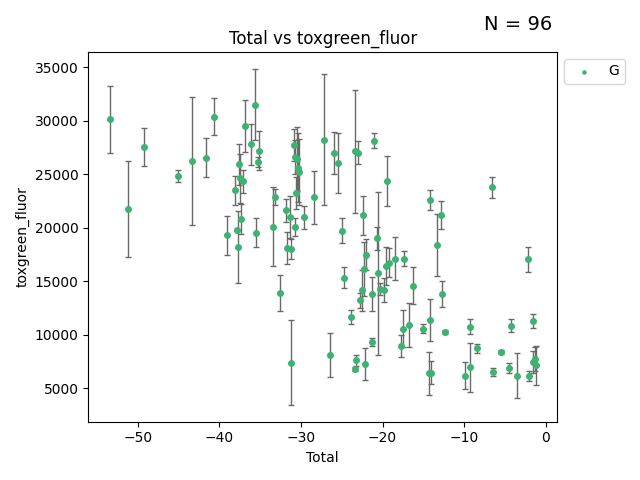 N = 96
Total vs toxgreen_fluor
G
toxgreen_fluor
35000
30000
25000
20000
15000
10000
5000
−50 −40 −30 −20 −10 0
Total